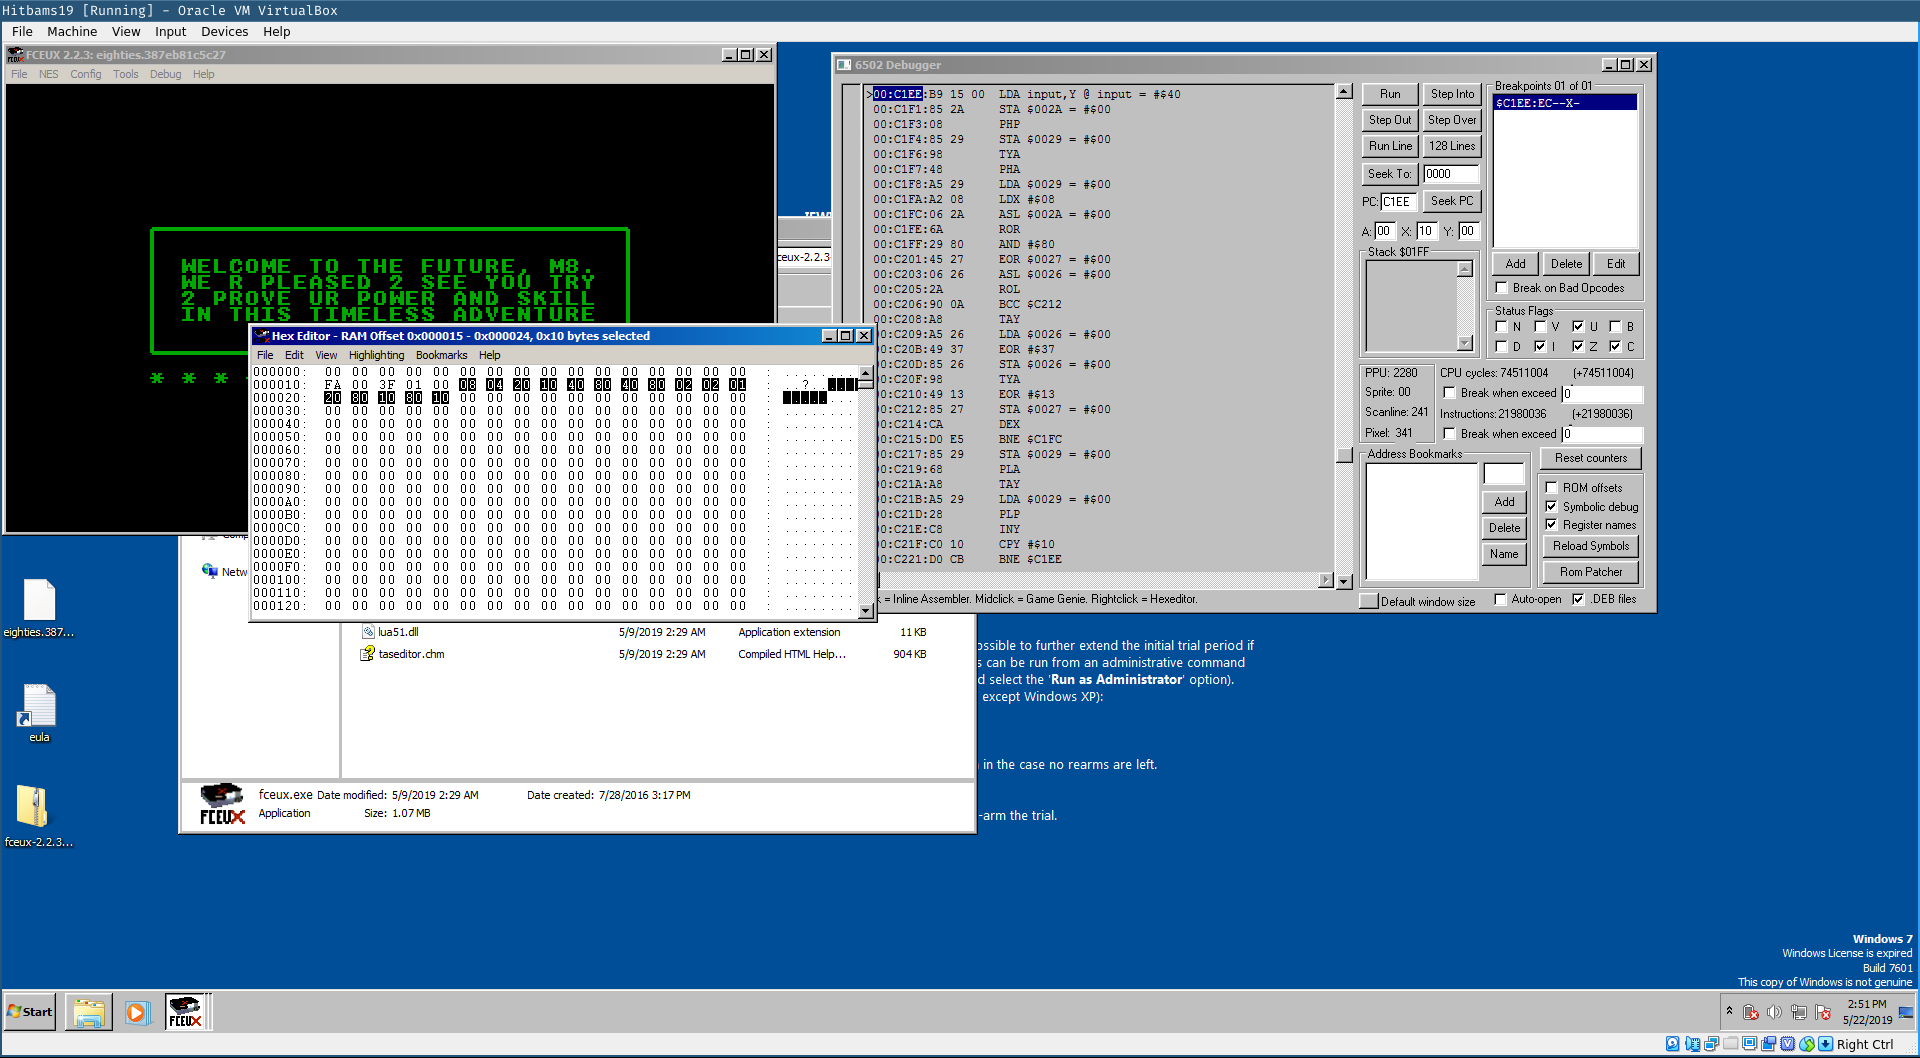 Hitbams19 [Running] - Oracle VM VirtualBox
File Machine View Input Devices Help
FCEUX 2.2.3: eighties.387eb81c5c27
File NES Config Tools Debug Help
WELCOME TO THE FUTURE, M8.
WE R PLEASED 2 SEE YOU TRY
2 PROVE UR POWER AND SKILL
IN THIS TIMELESS ADVENTURE
* * *
ceux-2.2.3
Hex Editor - RAM Offset 0x000015 - 0x000024, 0x10 bytes selected
File Edit View Highlighting Bookmarks Help
000000: 00 00 00 00 00 00 00 00 00 00 00 00 00 00 00 00 : ................
000010: FA 00 3F 01 00 08 04 20 10 40 80 40 80 02 02 01 : ..?..
000020: 20 80 10 80 10 00 00 00 00 00 00 00 00 00 00 00 :
000030: 00 00 00 00 00 00 00 00 00 00 00 00 00 00 00 00 : ................
000040: 00 00 00 00 00 00 00 00 00 00 00 00 00 00 00 00 : ................
000050: 00 00 00 00 00 00 00 00 00 00 00 00 00 00 00 00 : ................
000060: 00 00 00 00 00 00 00 00 00 00 00 00 00 00 00 00 : ................
000070: 00 00 00 00 00 00 00 00 00 00 00 00 00 00 00 00 : ................
000080: 00 00 00 00 00 00 00 00 00 00 00 00 00 00 00 00 : ................
000090: 00 00 00 00 00 00 00 00 00 00 00 00 00 00 00 00 : ................
0000A0: 00 00 00 00 00 00 00 00 00 00 00 00 00 00 00 00 : ................
0000B0: 00 00 00 00 00 00 00 00 00 00 00 00 00 00 00 00 : ................
0000C0: 00 00 00 00 00 00 00 00 00 00 00 00 00 00 00 00 : ................
0000D0: 00 00 00 00 00 00 00 00 00 00 00 00 00 00 00 00 : ................
0000E0: 00 00 00 00 00 00 00 00 00 00 00 00 00 00 00 00 : ................
0000F0: 00 00 00 00 00 00 00 00 00 00 00 00 00 00 00 00 : ................
000100: 00 00 00 00 00 00 00 00 00 00 00 00 00 00 00 00 : ................
000110: 00 00 00 00 00 00 00 00 00 00 00 00 00 00 00 00 : ................
000120: 00 00 00 00 00 00 00 00 00 00 00 00 00 00 00 00 : ................
6502 Debugger
>00:C1EE:B9 15 00 LDA input,Y @ input = #$40
00:C1F1:85 2A STA $002A = #$00
00:C1F3:08 PHP
00:C1F4:85 29 STA $0029 = #$00
00:C1F6:98 TYA
00:C1F7:48 PHA
00:C1F8:A5 29 LDA $0029 = #$00
00:C1FA:A2 08 LDX #$08
00:C1FC:06 2A ASL $002A = #$00
00:C1FE:6A ROR
00:C1FF:29 80 AND #$80
00:C201:45 27 EOR $0027 = #$00
00:C203:06 26 ASL $0026 = #$00
00:C205:2A ROL
00:C206:90 0A BCC $C212
00:C208:A8 TAY
00:C209:A5 26 LDA $0026 = #$00
00:C20B:49 37 EOR #$37
00:C20D:85 26 STA $0026 = #$00
00:C20F:98 TYA
00:C210:49 13 EOR #$13
00:C212:85 27 STA $0027 = #$00
00:C214:CA DEX
00:C215:D0 E5 BNE $C1FC
00:C217:85 29 STA $0029 = #$00
00:C219:68 PLA
00:C21A:A8 TAY
00:C21B:A5 29 LDA $0029 = #$00
00:C21D:28 PLP
00:C21E:C8 INY
00:C21F:C0 10 CPY #$10
00:C221:D0 CB BNE $C1EE
k = Inline Assembler. Midclick = Game Genie. Rightclick = Hexeditor.
Run Step Into
Step Out Step Over
Run Line 128 Lines
Seek To: 0000
PC: C1EE Seek PC
A: 00 X: 10 Y: 00
Stack $01FF
Breakpoints 01 of 01
$C1EE:EC--X-
Add Delete Edit
Break on Bad Opcodes
Status Flags
N V U B
D I Z C
PPU: 2280
Sprite: 00
Scanline: 241
Pixel: 341
CPU cycles: 74511004 (+74511004)
Break when exceed 0
Instructions: 21980036 (+21980036)
Break when exceed 0
Address Bookmarks
Add
Delete
Name
Reset counters
ROM offsets
Symbolic debug
Register names
Reload Symbols
Rom Patcher
Default window size Auto-open .DEB files
Netw
lua51.dll 5/9/2019 2:29 AM Application extension 11 KB
taseditor.chm 5/9/2019 2:29 AM Compiled HTML Help... 904 KB
FCEUX
fceux.exe Date modified: 5/9/2019 2:29 AM Date created: 7/28/2016 3:17 PM
Application Size: 1.07 MB
ossible to further extend the initial trial period if
s can be run from an administrative command
d select the 'Run as Administrator' option).
except Windows XP):
in the case no rearms are left.
-arm the trial.
eighties.387...
eula
fceux-2.2.3...
Windows 7
Windows License is expired
Build 7601
This copy of Windows is not genuine
Start
FCEUX
2:51 PM
5/22/2019
Right Ctrl